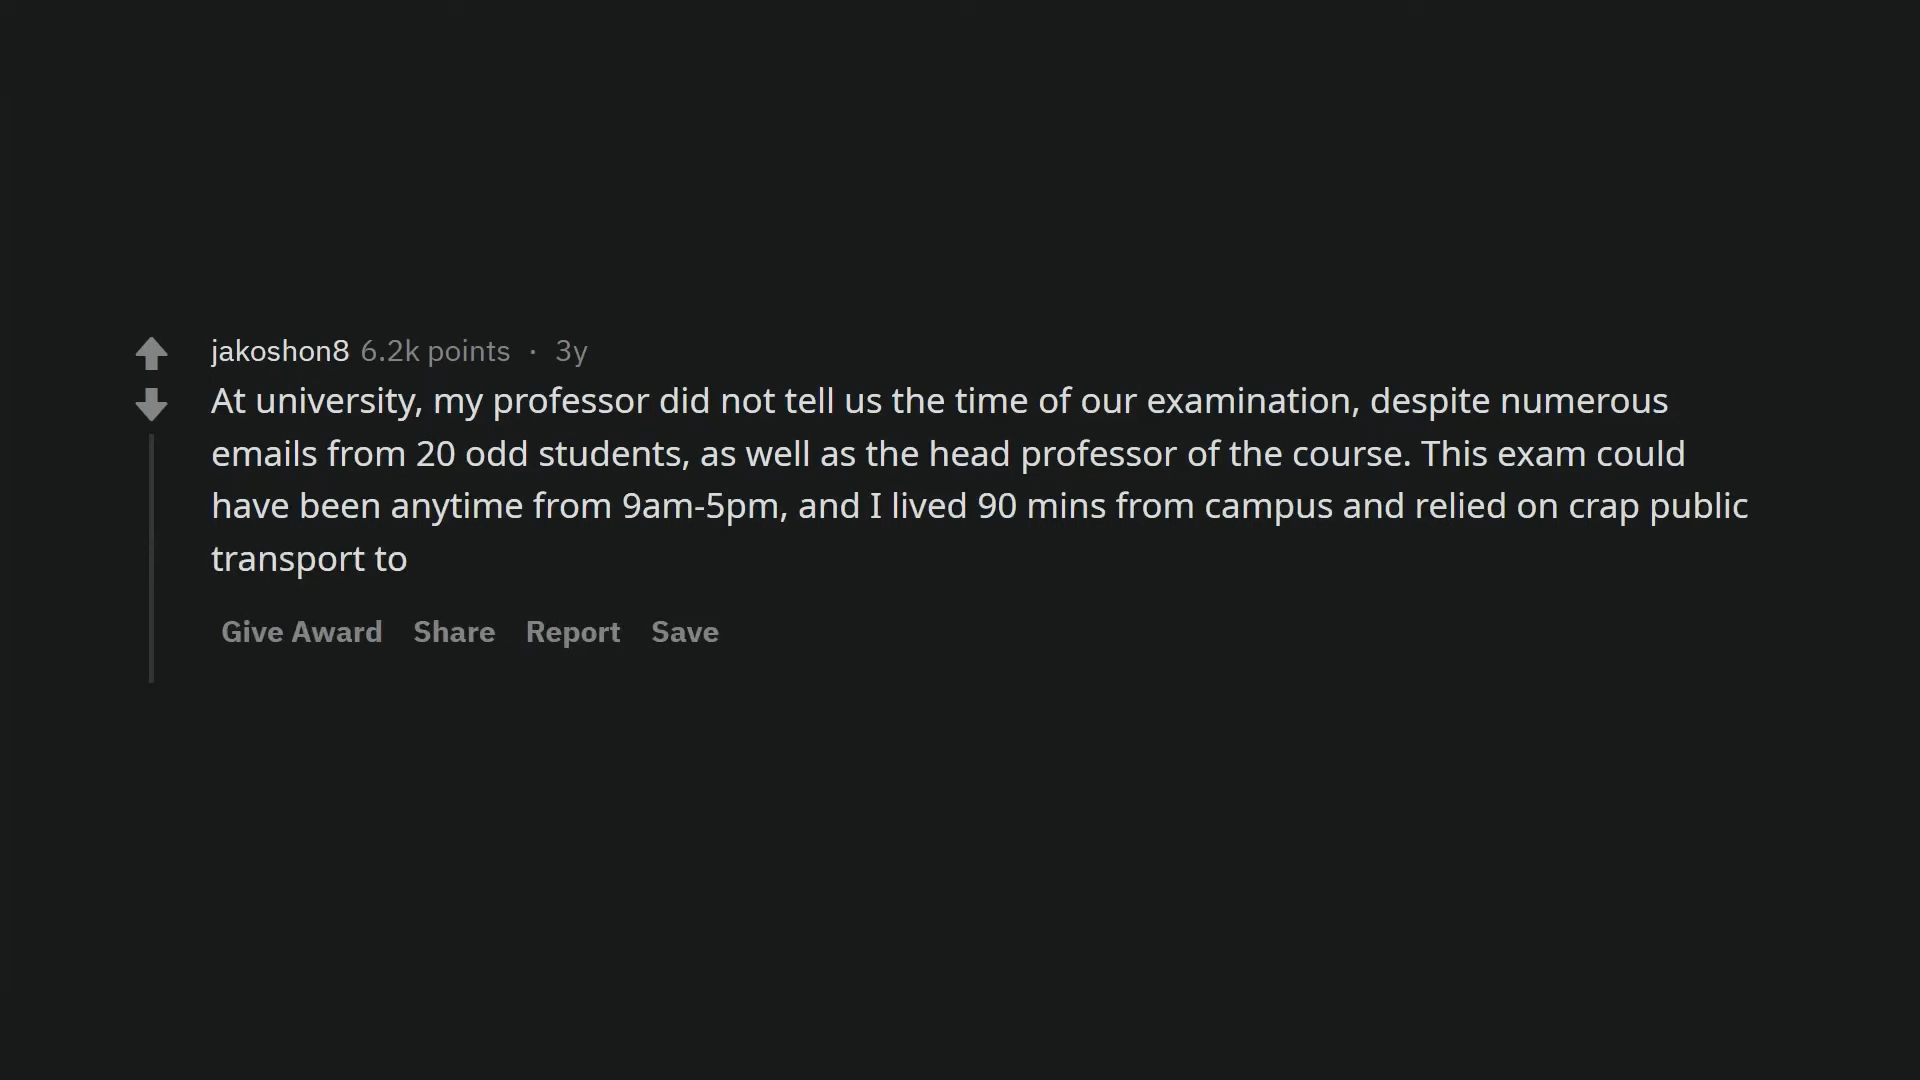 jakoshon8 6.2k points · 3y
At university, my professor did not tell us the time of our examination, despite numerous
emails from 20 odd students, as well as the head professor of the course. This exam could
have been anytime from 9am-5pm, and I lived 90 mins from campus and relied on crap public
transport to
Give Award Share Report Save